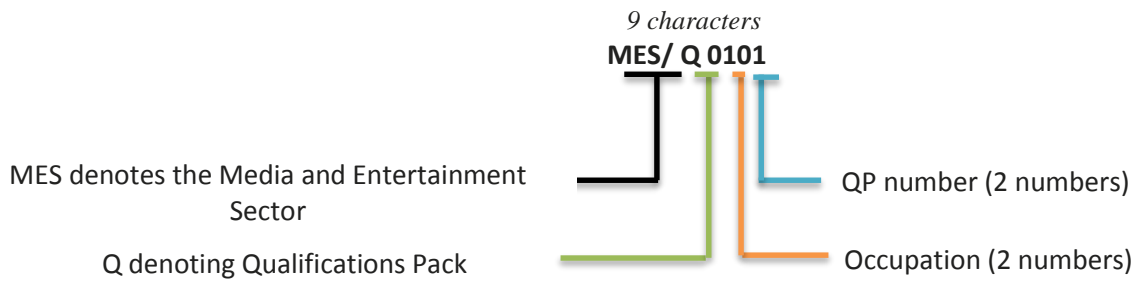 9 characters
MES/ Q 0101
MES denotes the Media and Entertainment
Sector
QP number (2 numbers)
Q denoting Qualifications Pack
Occupation (2 numbers)